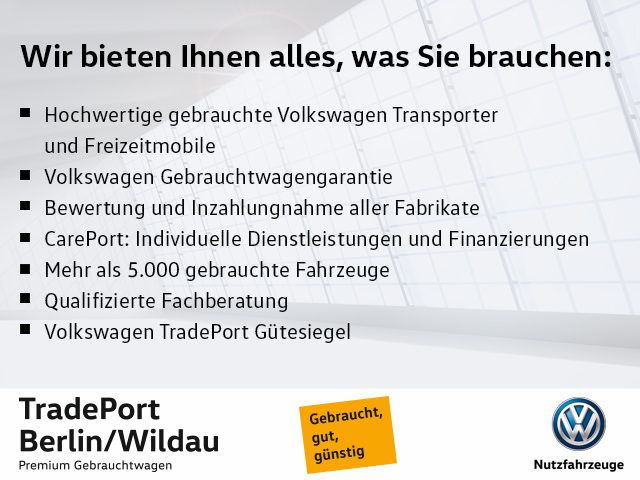 Wir bieten Ihnen alles, was Sie brauchen:
Hochwertige gebrauchte Volkswagen Transporter
und Freizeitmobile
Volkswagen Gebrauchtwagengarantie
Bewertung und Inzahlungnahme aller Fabrikate
CarePort: Individuelle Dienstleistungen und Finanzierungen
Mehr als 5.000 gebrauchte Fahrzeuge
Qualifizierte Fachberatung
Volkswagen TradePort Gütesiegel
TradePort
Berlin/Wildau
Premium Gebrauchtwagen
Gebraucht,
gut,
günstig
VW
Nutzfahrzeuge